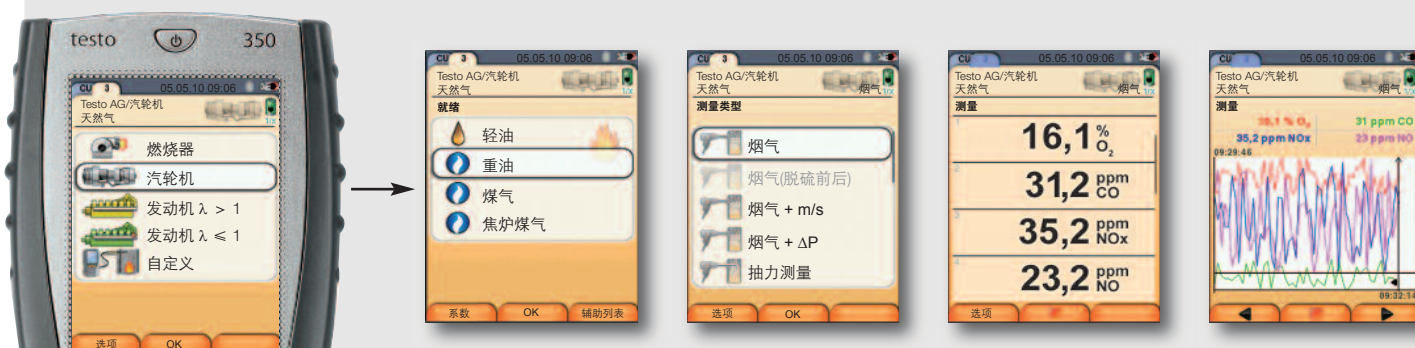 testo 350
CU 3 05.05.10 09:06
Testo AG/汽轮机
天然气
1/x
燃烧器
汽轮机
发动机 λ > 1
发动机 λ ≤ 1
自定义
选项 OK
CU 3 05.05.10 09:06
Testo AG/汽轮机
天然气
1/x
就绪
轻油
重油
煤气
焦炉煤气
系数 OK 辅助列表
CU 3 05.05.10 09:06
Testo AG/汽轮机
天然气 烟气 1/x
测量类型
烟气
烟气(脱硫前后)
烟气 + m/s
烟气 + ΔP
抽力测量
选项 OK
CU 05.05.10 09:06
Testo AG/汽轮机
天然气 烟气 1/x
测量
1 16,1 % O₂
2 31,2 ppm CO
3 35,2 ppm NOx
4 23,2 ppm NO
选项
CU 05.05.10 09:06
Testo AG/汽轮机
天然气 烟气 1/x
测量
% O₂ 31 ppm CO
35,2 ppm NOx 23 ppm NO
09:29:46
09:32:14